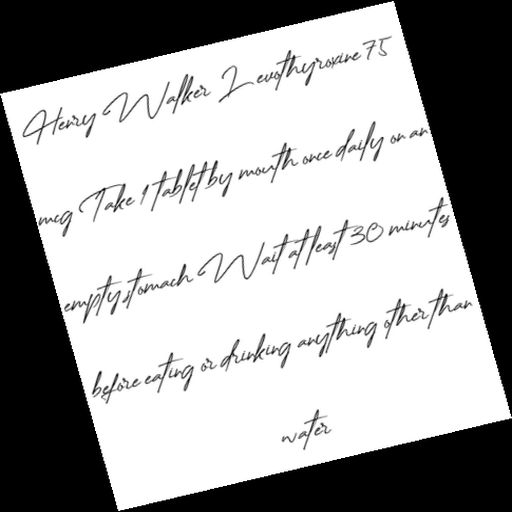 Henry Walker Levothyroxine 75
mcg Take 1 tablet by mouth once daily on an
empty stomach Wait at least 30 minutes
before eating or drinking anything other than
water